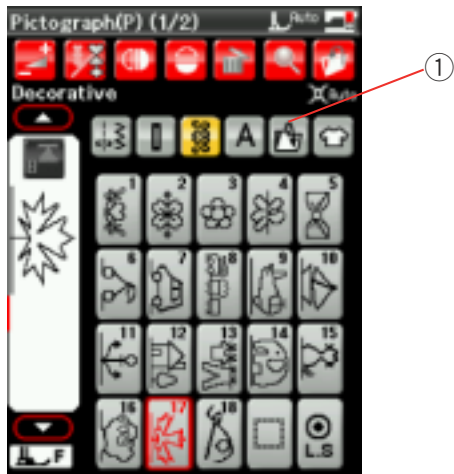 Pictograph(P) (1/2) Auto
Decorative Auto
A
1 2 3 4 5
6 7 8 9 10
11 12 13 14 15
16 17 18 L.S
F
1